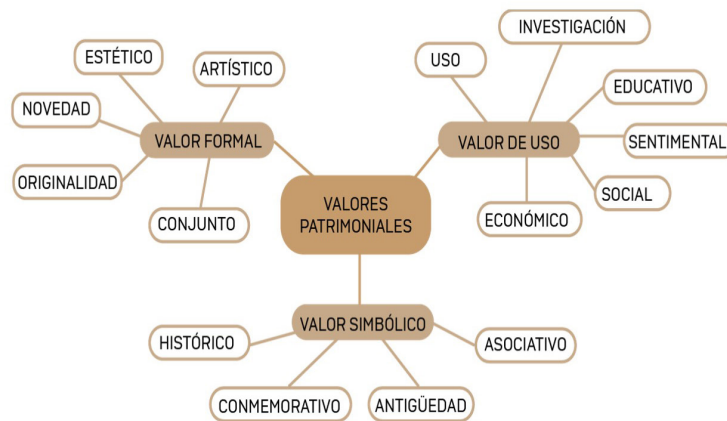 ESTÉTICO
ARTÍSTICO
NOVEDAD
VALOR FORMAL
ORIGINALIDAD
CONJUNTO
INVESTIGACIÓN
USO
EDUCATIVO
VALOR DE USO
SENTIMENTAL
SOCIAL
ECONÓMICO
VALORES
PATRIMONIALES
VALOR SIMBÓLICO
HISTÓRICO
ASOCIATIVO
CONMEMORATIVO
ANTIGÜEDAD